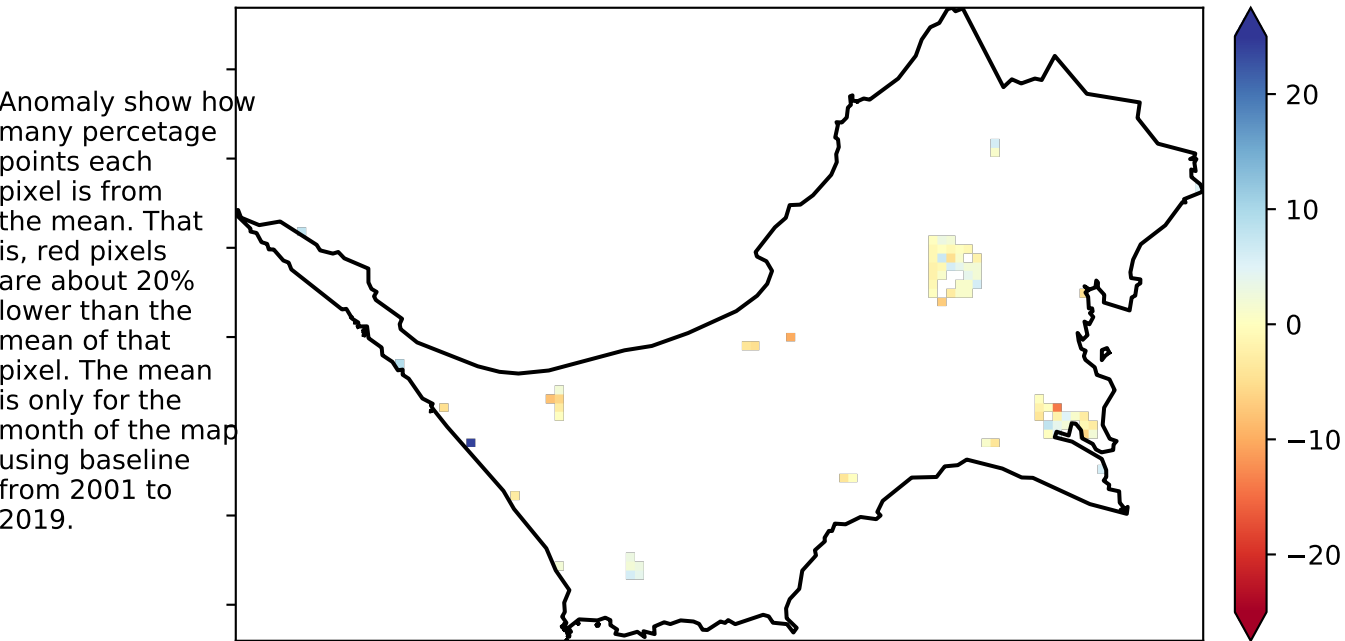 Anomaly show how
many percetage
points each
pixel is from
the mean. That
is, red pixels
are about 20%
lower than the
mean of that
pixel. The mean
is only for the
month of the map
using baseline
from 2001 to
2019.
20
10
0
−10
−20